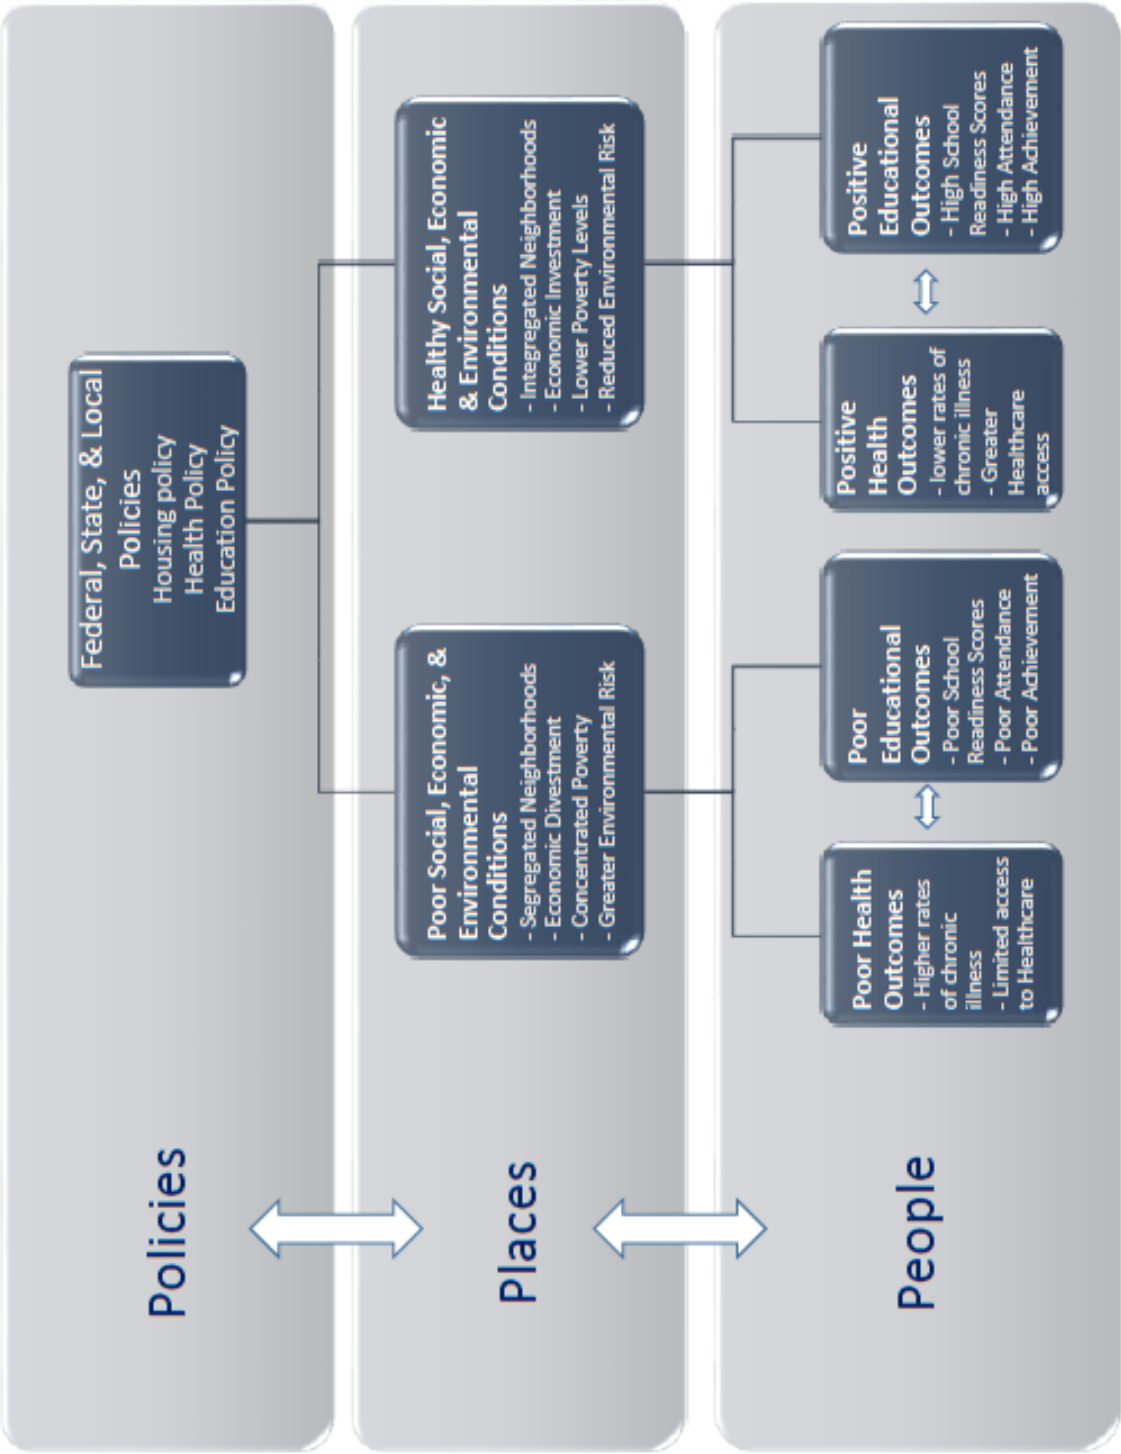 Policies
Federal, State, & Local
Policies
Housing policy
Health Policy
Education Policy
Places
Poor Social, Economic, &
Environmental
Conditions
- Segregated Neighborhoods
- Economic Divestment
- Concentrated Poverty
- Greater Environmental Risk
Healthy Social, Economic
& Environmental
Conditions
- Integregated Neighborhoods
- Economic Investment
- Lower Poverty Levels
- Reduced Environmental Risk
People
Poor Health
Outcomes
- Higher rates
of chronic
illness
- Limited access
to Healthcare
Poor
Educational
Outcomes
- Poor School
Readiness Scores
- Poor Attendance
- Poor Achievement
Positive
Health
Outcomes
- lower rates of
chronic illness
- Greater
Healthcare
access
Positive
Educational
Outcomes
- High School
Readiness Scores
- High Attendance
- High Achievement